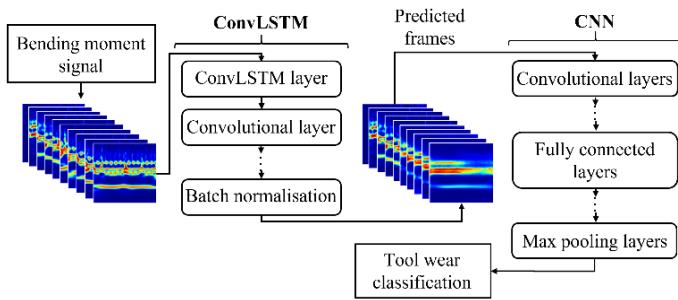 ConvLSTM
Predicted
frames
CNN
Bending moment
signal
ConvLSTM layer
Convolutional layer
Batch normalisation
Convolutional layers
Fully connected
layers
Max pooling layers
Tool wear
classification